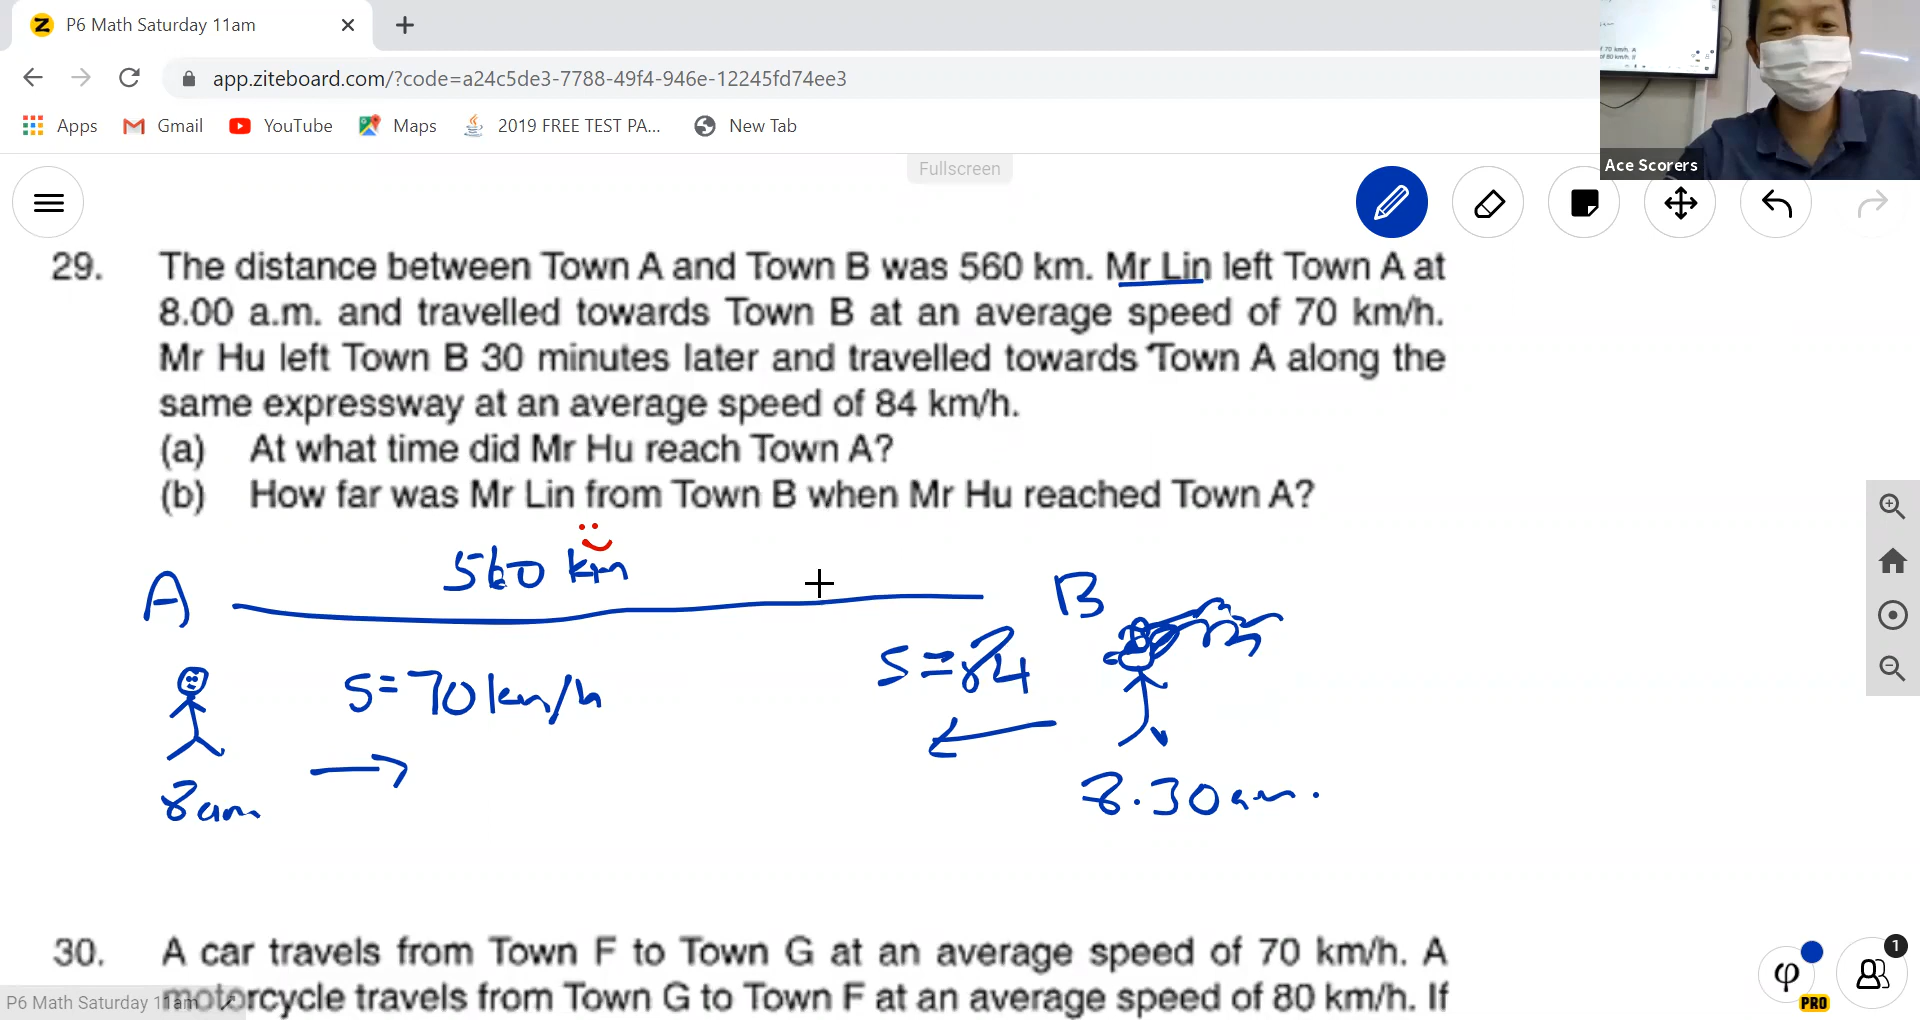 P6 Math Saturday 11am
app.ziteboard.com/?code=a24c5de3-7788-49f4-946e-12245fd74ee3
Apps Gmail YouTube Maps 2019 FREE TEST PA... New Tab
Ace Scorers
Fullscreen
29. The distance between Town A and Town B was 560 km. Mr Lin left Town A at
8.00 a.m. and travelled towards Town B at an average speed of 70 km/h.
Mr Hu left Town B 30 minutes later and travelled towards Town A along the
same expressway at an average speed of 84 km/h.
(a) At what time did Mr Hu reach Town A?
(b) How far was Mr Lin from Town B when Mr Hu reached Town A?
560 km
A B
S=70km/h S=84
8am 8.30am.
30. A car travels from Town F to Town G at an average speed of 70 km/h. A
motorcycle travels from Town G to Town F at an average speed of 80 km/h. If
P6 Math Saturday 11am
φ PRO
1